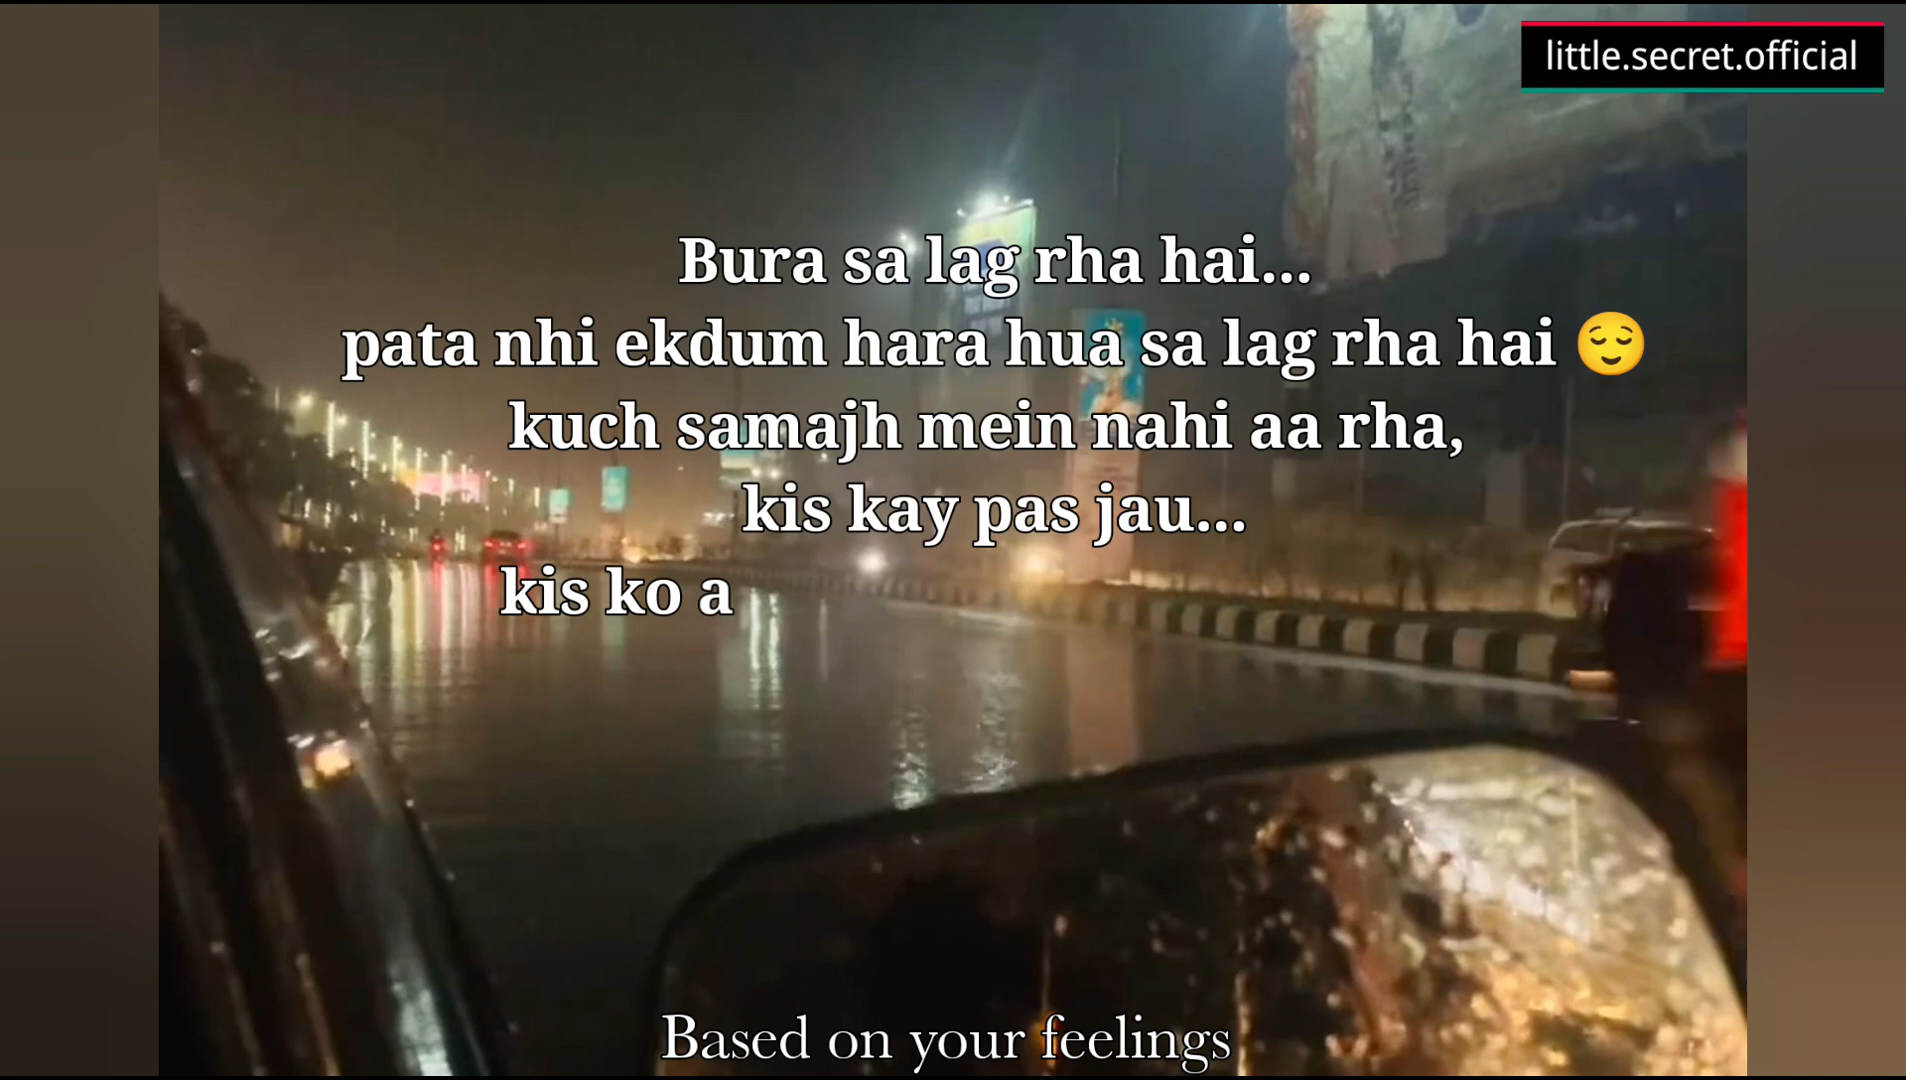 little.secret.official
Bura sa lag rha hai...
pata nhi ekdum hara hua sa lag rha hai 😌
kuch samajh mein nahi aa rha,
kis kay pas jau...
kis ko a
Based on your feelings